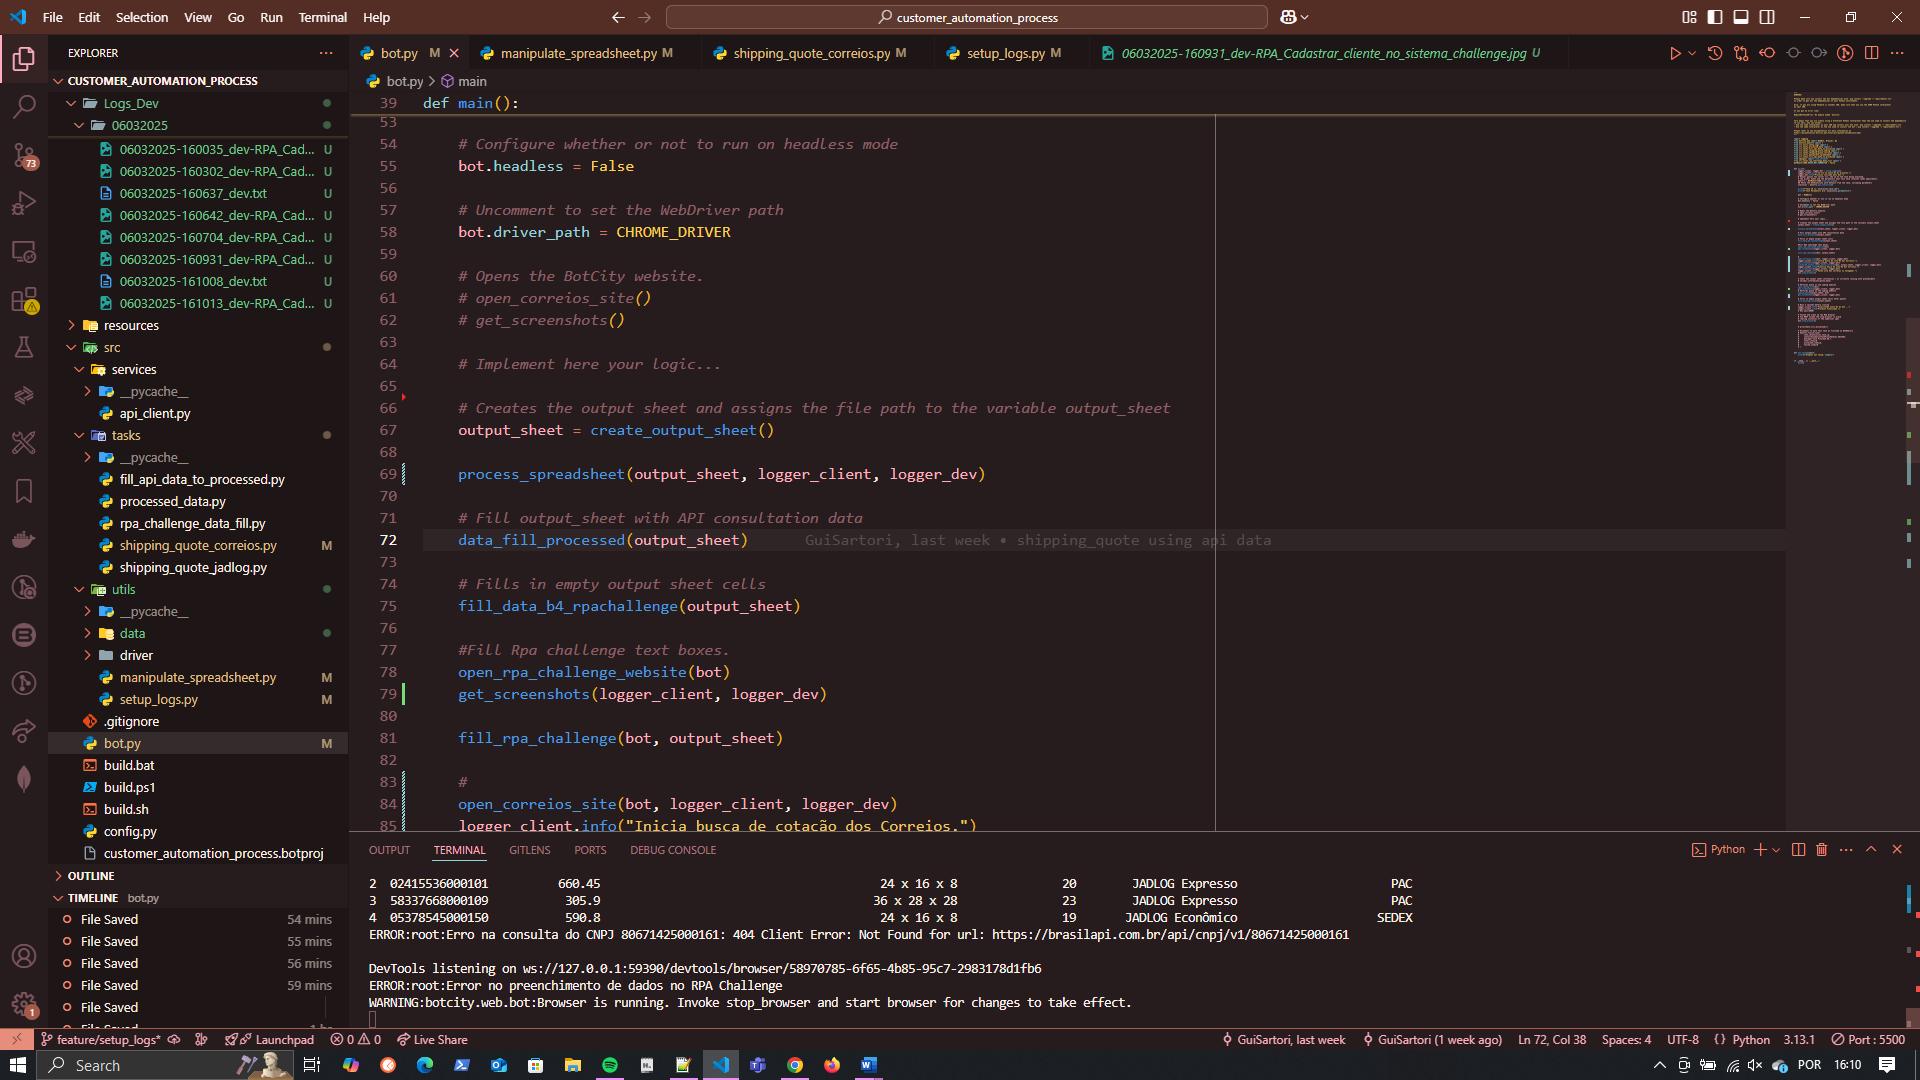 File Edit Selection View Go Run Terminal Help
customer_automation_process
EXPLORER
CUSTOMER_AUTOMATION_PROCESS
Logs_Dev
06032025
06032025-160035_dev-RPA_Cad... U
06032025-160302_dev-RPA_Cad... U
06032025-160637_dev.txt U
06032025-160642_dev-RPA_Cad... U
06032025-160704_dev-RPA_Cad... U
06032025-160931_dev-RPA_Cad... U
06032025-161008_dev.txt U
06032025-161013_dev-RPA_Cad... U
resources
src
services
__pycache__
api_client.py
tasks
__pycache__
fill_api_data_to_processed.py
processed_data.py
rpa_challenge_data_fill.py
shipping_quote_correios.py M
shipping_quote_jadlog.py
utils
__pycache__
data
driver
manipulate_spreadsheet.py M
setup_logs.py M
.gitignore
bot.py M
build.bat
build.ps1
build.sh
config.py
customer_automation_process.botproj
OUTLINE
TIMELINE bot.py
File Saved 54 mins
File Saved 55 mins
File Saved 56 mins
File Saved 59 mins
File Saved
73
1
bot.py M
manipulate_spreadsheet.py M
shipping_quote_correios.py M
setup_logs.py M
06032025-160931_dev-RPA_Cadastrar_cliente_no_sistema_challenge.jpg U
bot.py > main
39 def main():
53
54 # Configure whether or not to run on headless mode
55 bot.headless = False
56
57 # Uncomment to set the WebDriver path
58 bot.driver_path = CHROME_DRIVER
59
60 # Opens the BotCity website.
61 # open_correios_site()
62 # get_screenshots()
63
64 # Implement here your logic...
65
66 # Creates the output sheet and assigns the file path to the variable output_sheet
67 output_sheet = create_output_sheet()
68
69 process_spreadsheet(output_sheet, logger_client, logger_dev)
70
71 # Fill output_sheet with API consultation data
72 data_fill_processed(output_sheet) GuiSartori, last week • shipping_quote using api data
73
74 # Fills in empty output sheet cells
75 fill_data_b4_rpachallenge(output_sheet)
76
77 #Fill Rpa challenge text boxes.
78 open_rpa_challenge_website(bot)
79 get_screenshots(logger_client, logger_dev)
80
81 fill_rpa_challenge(bot, output_sheet)
82
83 #
84 open_correios_site(bot, logger_client, logger_dev)
85 logger_client.info("Inicia busca de cotação dos Correios.")
OUTPUT TERMINAL GITLENS PORTS DEBUG CONSOLE
Python
2 02415536000101 660.45 24 x 16 x 8 20 JADLOG Expresso PAC
3 58337668000109 305.9 36 x 28 x 28 23 JADLOG Expresso PAC
4 05378545000150 590.8 24 x 16 x 8 19 JADLOG Econômico SEDEX
ERROR:root:Erro na consulta do CNPJ 80671425000161: 404 Client Error: Not Found for url: https://brasilapi.com.br/api/cnpj/v1/80671425000161
DevTools listening on ws://127.0.0.1:59390/devtools/browser/58970785-6f65-4b85-95c7-2983178d1fb6
ERROR:root:Error no preenchimento de dados no RPA Challenge
WARNING:botcity.web.bot:Browser is running. Invoke stop_browser and start browser for changes to take effect.
feature/setup_logs* Launchpad 0 0 Live Share
GuiSartori, last week GuiSartori (1 week ago) Ln 72, Col 38 Spaces: 4 UTF-8 {} Python 3.13.1 Port : 5500
Search
POR 16:10